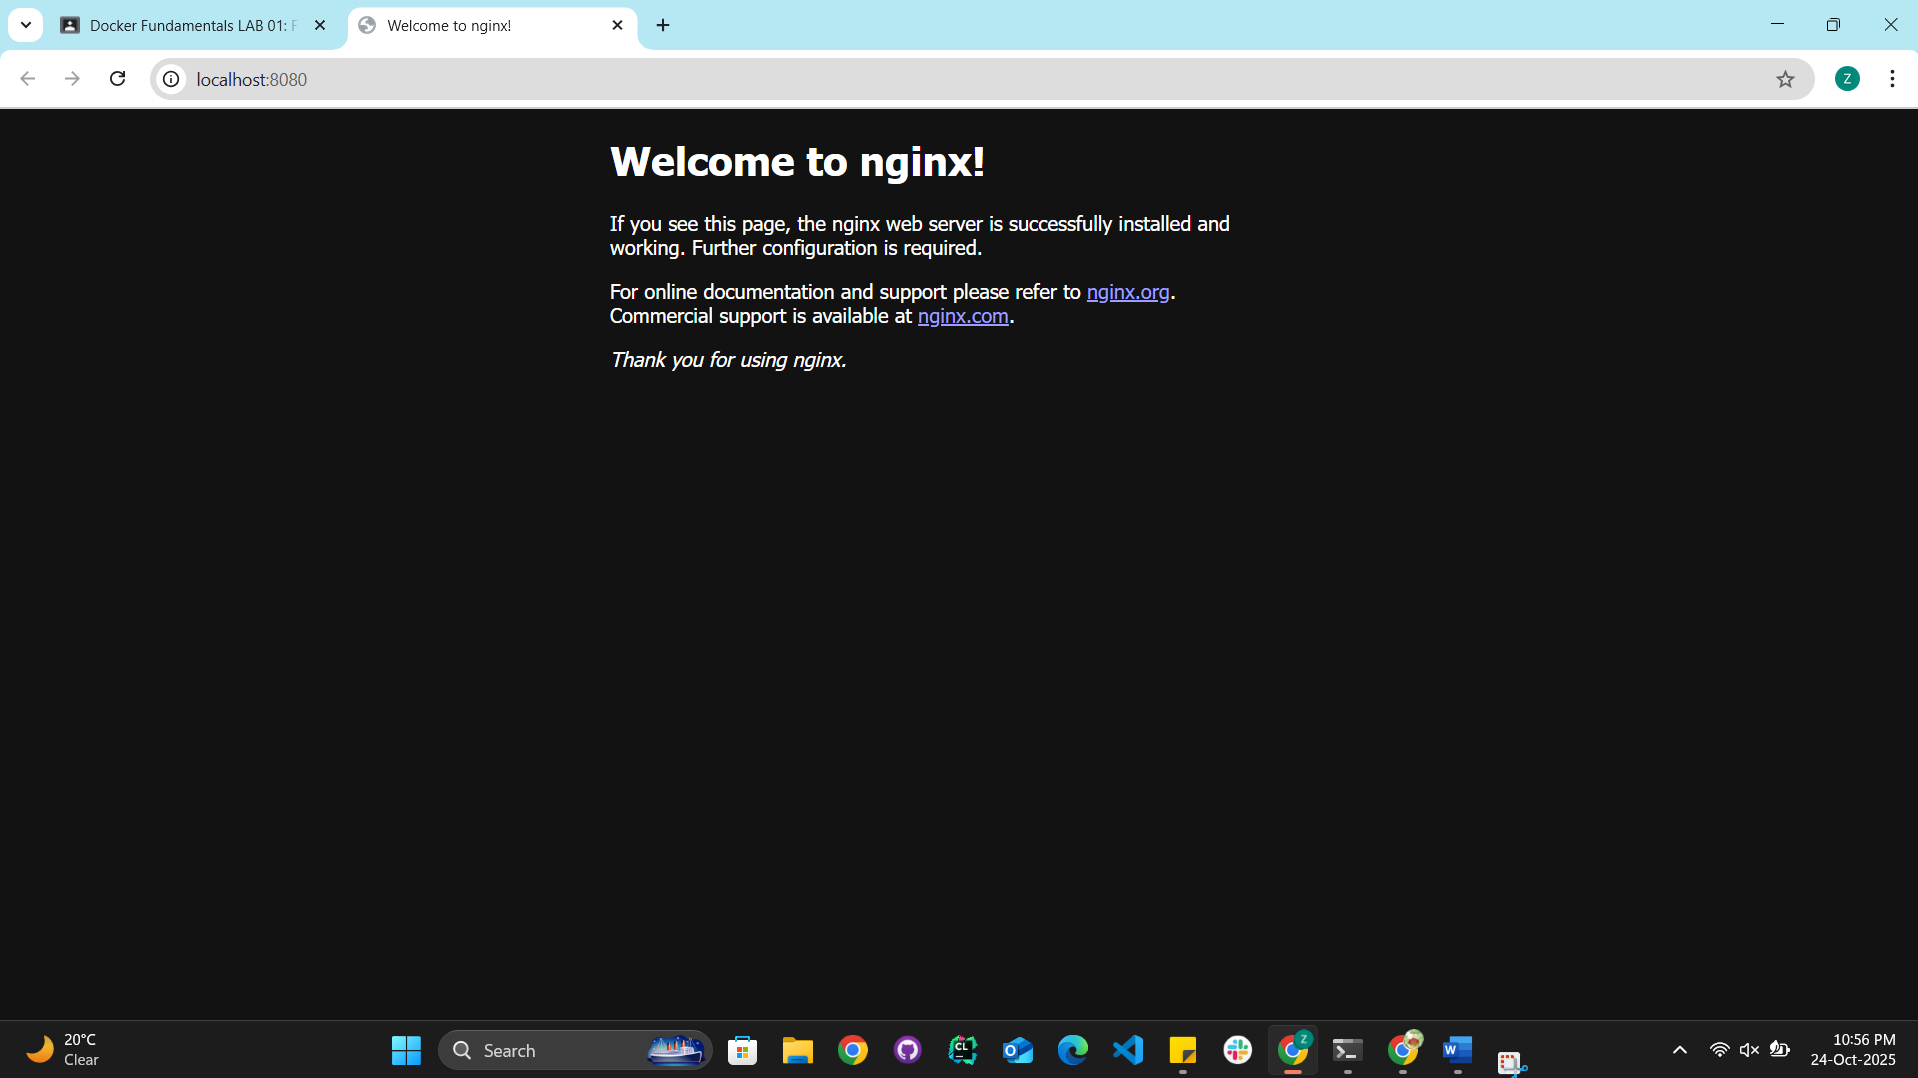 Docker Fundamentals LAB 01: F
Welcome to nginx!
localhost:8080
Z
Welcome to nginx!
If you see this page, the nginx web server is successfully installed and
working. Further configuration is required.
For online documentation and support please refer to nginx.org.
Commercial support is available at nginx.com.
Thank you for using nginx.
20°C
Clear
Search
CL
Z
10:56 PM
24-Oct-2025